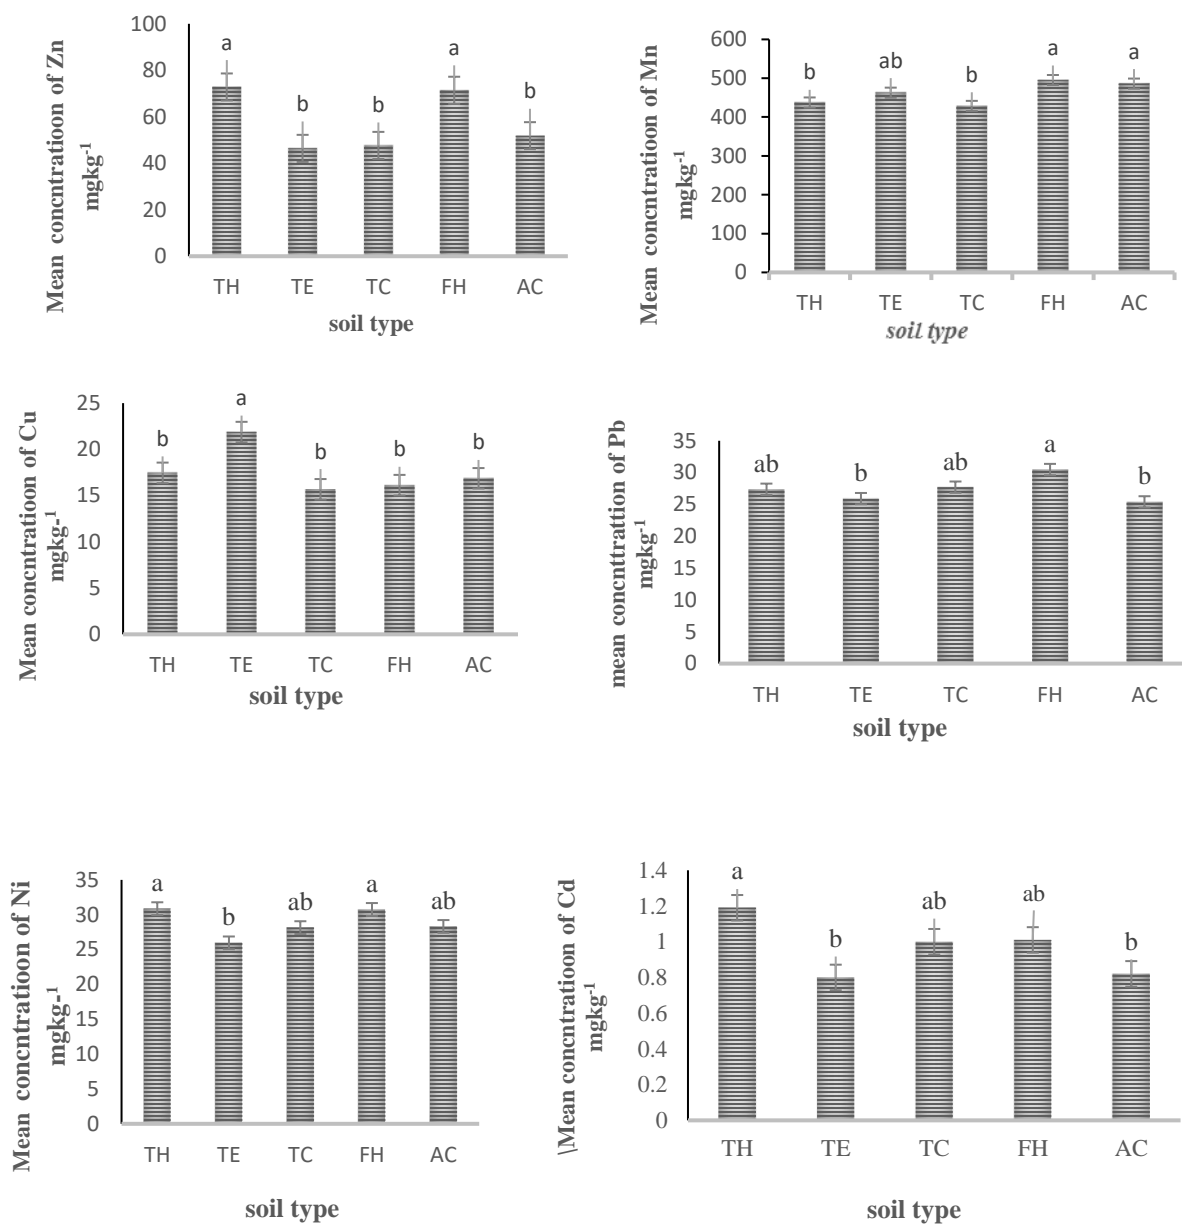 Mean concntratioon of Zn
mgkg-1
100
80
60
40
20
0
a
b
b
a
b
TH TE TC FH AC
soil type
Mean concntratioon of Mn
mgkg-1
600
500
400
300
200
100
0
b
ab
b
a
a
TH TE TC FH AC
soil type
Mean concntratioon of Cu
mgkg-1
25
20
15
10
5
0
b
a
b
b
b
TH TE TC FH AC
soil type
mean concnttration of Pb
mgkg-1
35
30
25
20
15
10
5
0
ab
b
ab
a
b
TH TE TC FH AC
soil type
Mean concntratioon of Ni
mgkg-1
35
30
25
20
15
10
5
0
a
b
ab
a
ab
TH TE TC FH AC
soil type
\Mean concntratioon of Cd
mgkg-1
1.4
1.2
1
0.8
0.6
0.4
0.2
0
a
b
ab
ab
b
TH TE TC FH AC
soil type